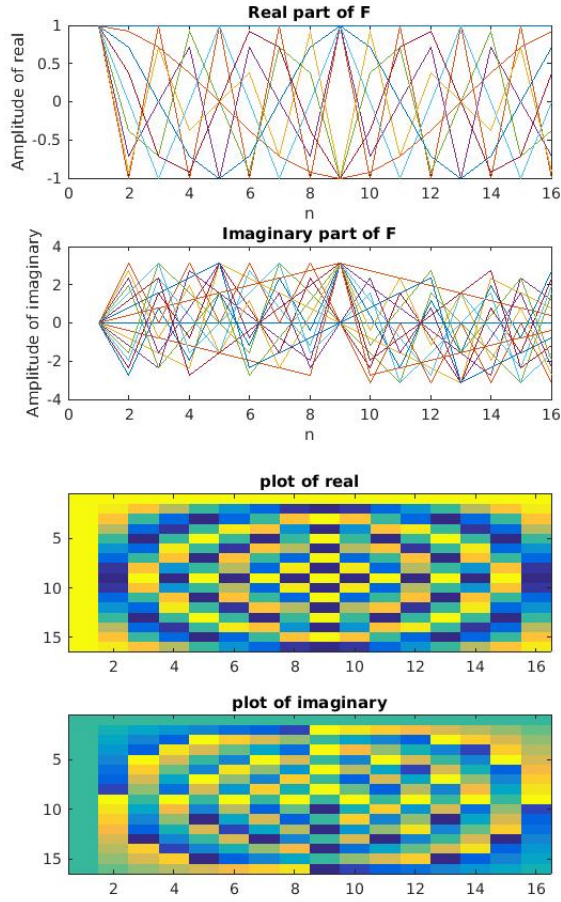 Real part of F
Amplitude of real
1
0.5
0
-0.5
-1
0 2 4 6 8 10 12 14 16
n
Imaginary part of F
Amplitude of imaginary
4
2
0
-2
-4
0 2 4 6 8 10 12 14 16
n
plot of real
5
10
15
2 4 6 8 10 12 14 16
plot of imaginary
5
10
15
2 4 6 8 10 12 14 16